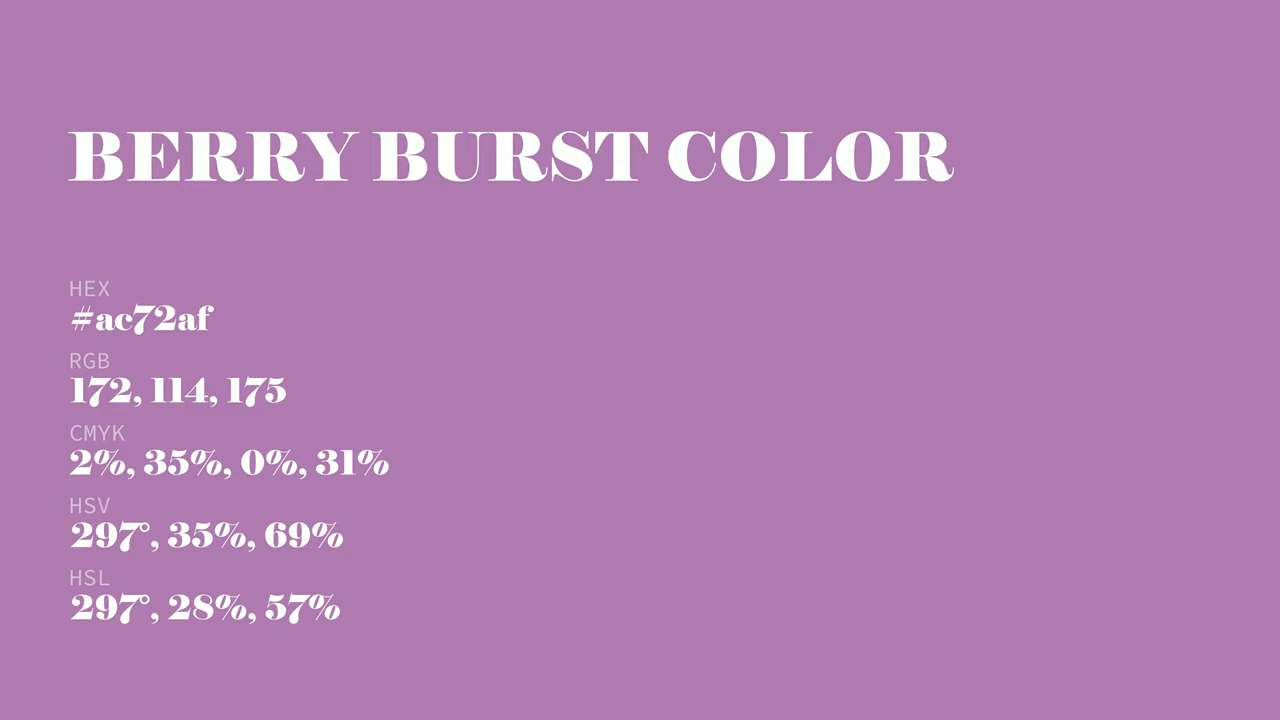 BERRY BURST COLOR
HEX
#ac72af
RGB
172, 114, 175
CMYK
2%, 35%, 0%, 31%
HSV
297°, 35%, 69%
HSL
297°, 28%, 57%